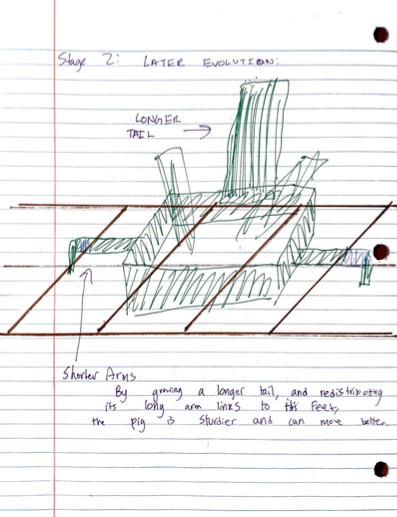 Stage 2: LATER EVOLUTION:
LONGER
TAIL
Shorter Arms
By growing a longer tail, and redistributing
its long arm links to its feet,
the pig is sturdier and can move better.